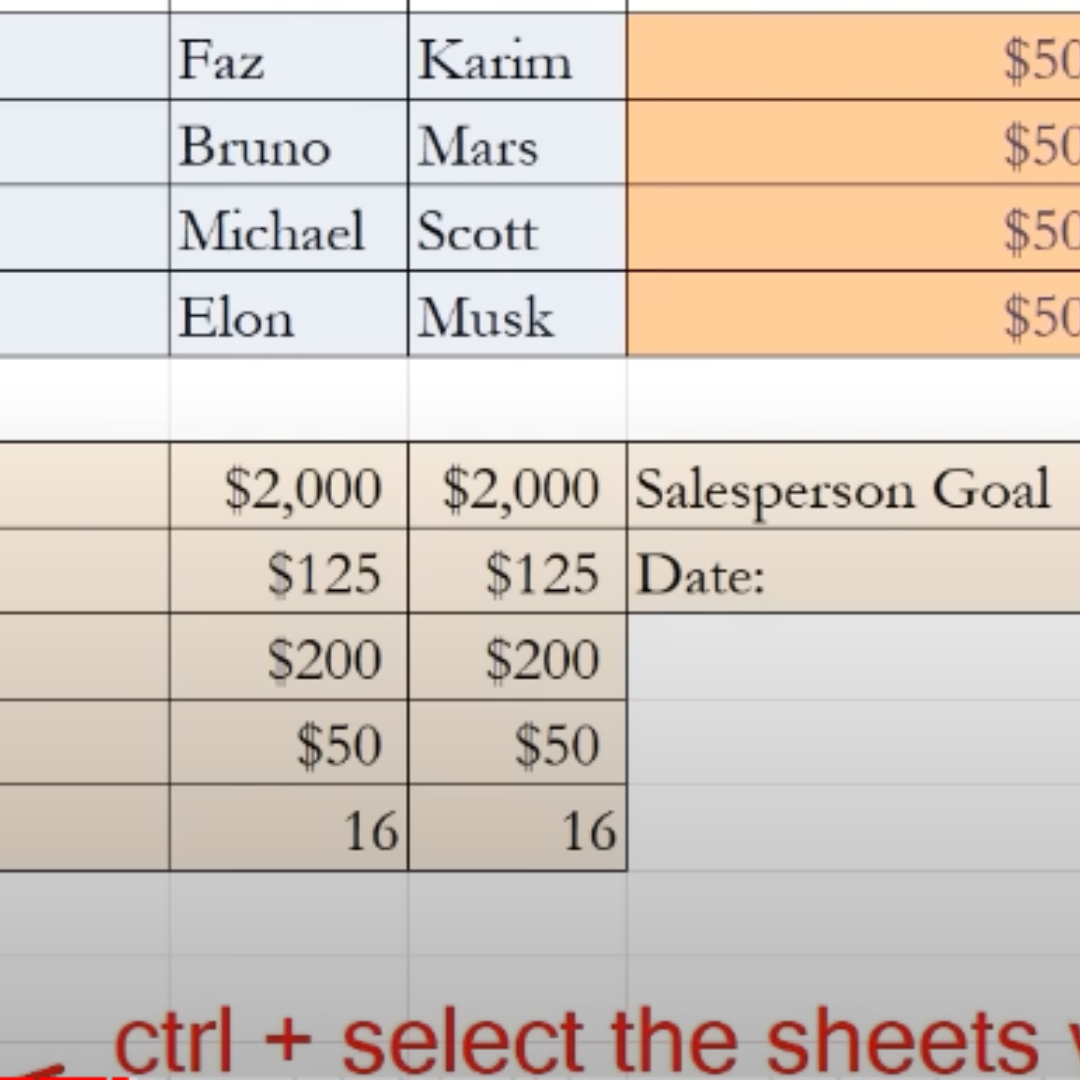 Faz Karim $50
Bruno Mars $50
Michael Scott $50
Elon Musk $50
$2,000 $2,000 Salesperson Goal
$125 $125 Date:
$200 $200
$50 $50
16 16
ctrl + select the sheets